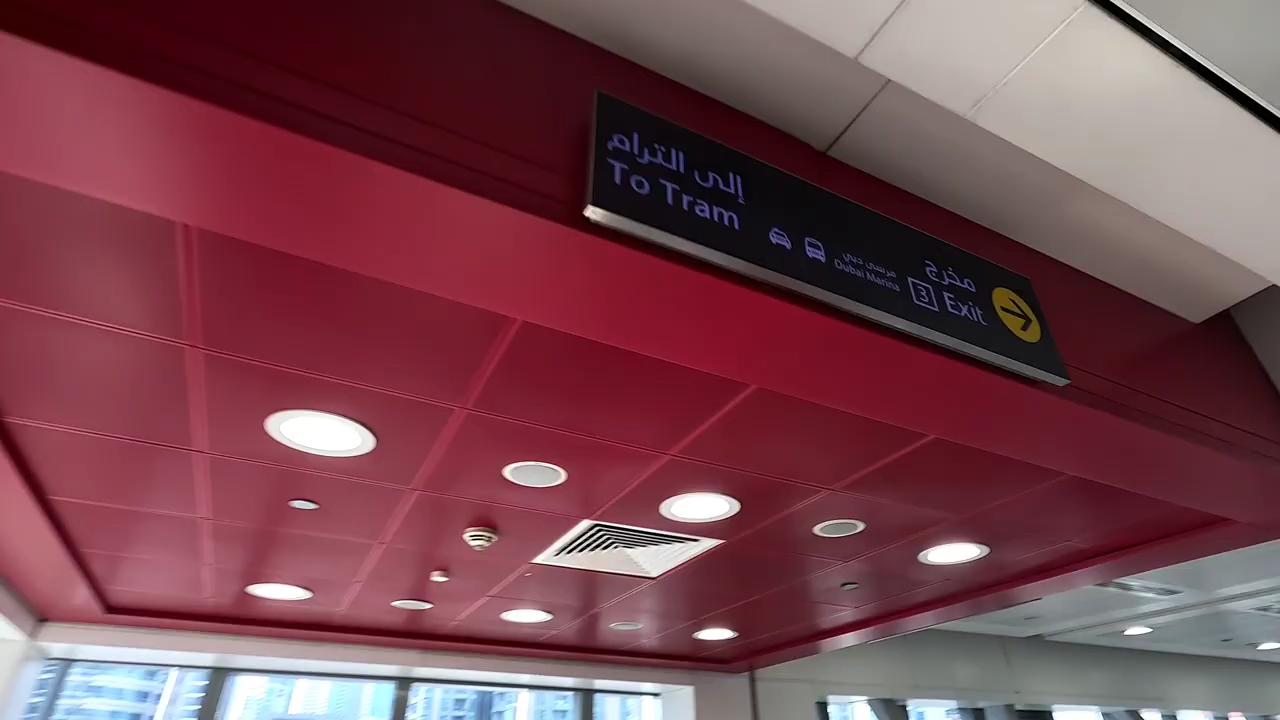 إلى الترام
To Tram
مرسى دبي
Dubai Marina
مخرج
3 Exit